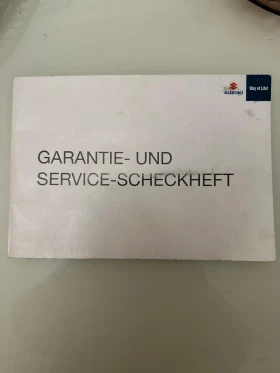 SUZUKI
Way of Life!
GARANTIE- UND
SERVICE-SCHECKHEFT